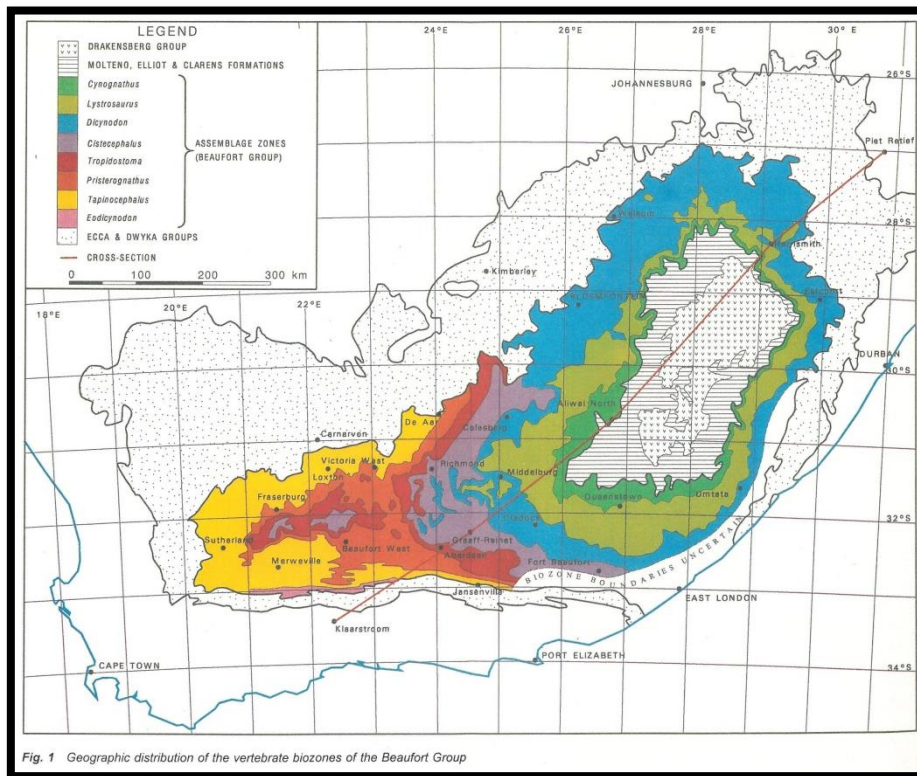 LEGEND
DRAKENSBERG GROUP
MOLTENO, ELLIOT & CLARENS FORMATIONS
Cynognathus
Lystrosaurus
Dicynodon
Cistecephalus
Tropidostoma
Pristerognathus
Tapinocephalus
Eodicynodon
ASSEMBLAGE ZONES
(BEAUFORT GROUP)
ECCA & DWYKA GROUPS
CROSS-SECTION
0 100 200 300 km
24°E 26°E 28°E 30° E
26°S
JOHANNESBURG
Piet Retief
28°S
Welkom
Kimberley
BLOEMFONTEIN
18°E 20°E 22°E
DURBAN
30°S
Aliwal North
De Aar
Colesberg
Carnarvon
Victoria West
Loxton
Richmond
Middelburg
Fraserburg
Queenstown
Umtata
Cradock
32°S
Sutherland
Beaufort West
Graaff-Reinet
Aberdeen
Merweville
Fort Beaufort
BIOZONE BOUNDARIES UNCERTAIN
Jansenville
EAST LONDON
Klaarstroom
PORT ELIZABETH
CAPE TOWN
34°S
Fig. 1 Geographic distribution of the vertebrate biozones of the Beaufort Group